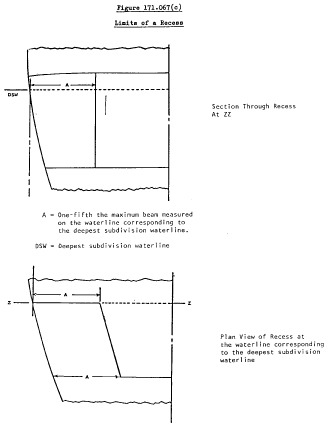 Figure 171.067(c)
Limits of a Recess
A
DSW
Section Through Recess
At ZZ
A = One-fifth the maximum beam measured
on the waterline corresponding to
the deepest subdivision waterline.
DSW = Deepest subdivision waterline
A
Z
Z
Plan View of Recess at
the waterline corresponding
to the deepest subdivision
waterline
A